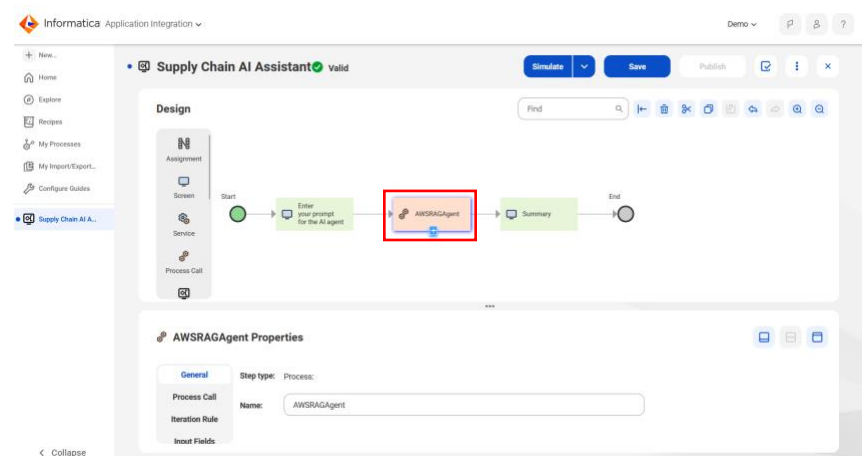 Informatica Application Integration
Demo
?
New...
Home
Explore
Recipes
My Processes
My Import/Export...
Configure Guides
Supply Chain AI A...
Collapse
Supply Chain AI Assistant Valid
Simulate
Save
Publish
Design
Find
Assignment
Screen
Service
Process Call
Start
Enter
your prompt
for the AI agent
AWSRAGAgent
Summary
End
AWSRAGAgent Properties
General
Process Call
Iteration Rule
Input Fields
Step type: Process:
Name: AWSRAGAgent